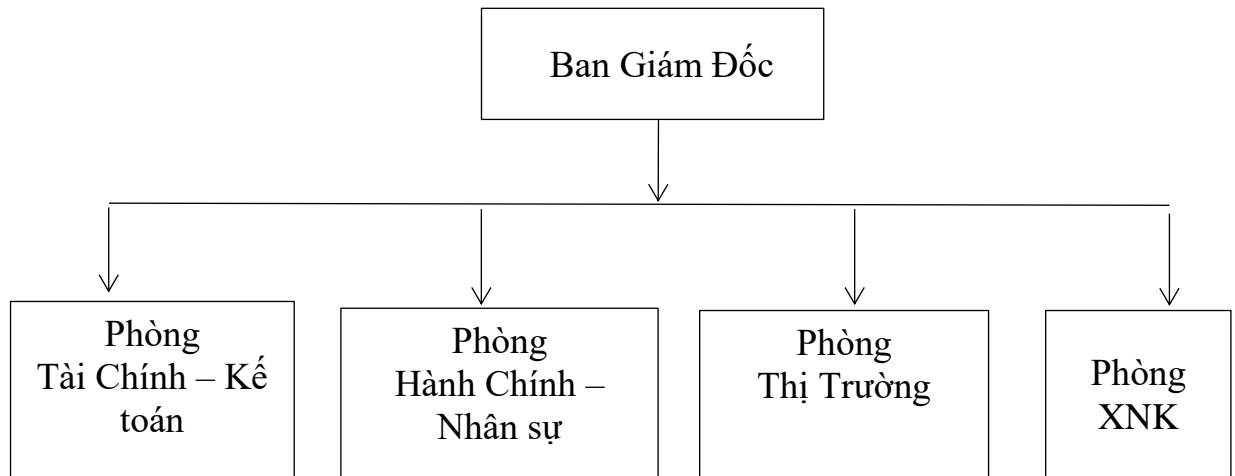 Ban Giám Đốc
Phòng
Tài Chính – Kế
toán
Phòng
Hành Chính –
Nhân sự
Phòng
Thị Trường
Phòng
XNK